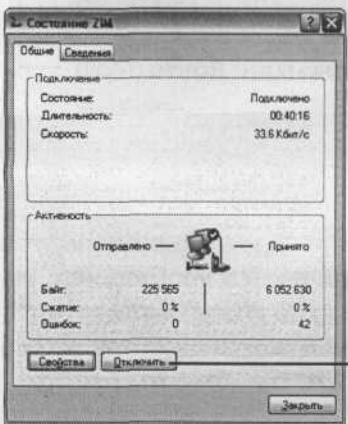 Состояние ZIM
Общие Сведения
Подключение
Состояние: Подключено
Длительность: 00:40:16
Скорость: 33.6 Кбит/с
Активность
Отправлено — — Принято
Байт: 225 565 6 052 630
Сжатие: 0 % 0 %
Ошибок: 0 42
Свойства Отключить
Закрыть